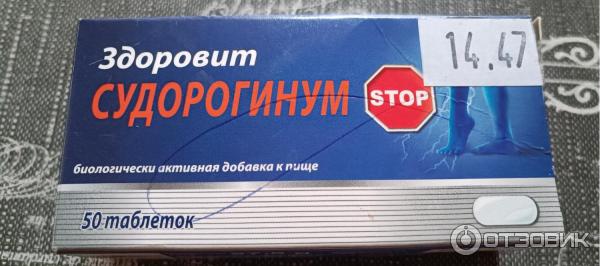 Здоровит
14.47
СУДОРОГИНУМ
STOP
биологически активная добавка к пище
50 таблеток
ОТЗОВИК